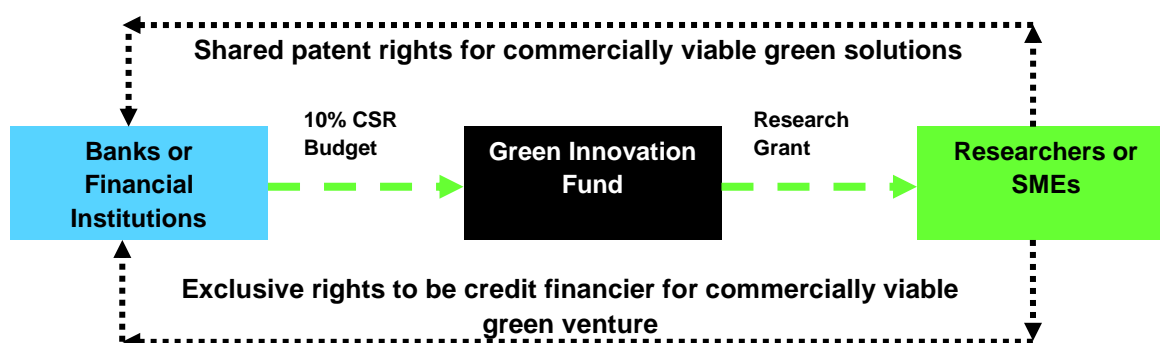 Shared patent rights for commercially viable green solutions
10% CSR
Budget
Research
Grant
Banks or
Financial
Institutions
Green Innovation
Fund
Researchers or
SMEs
Exclusive rights to be credit financier for commercially viable
green venture